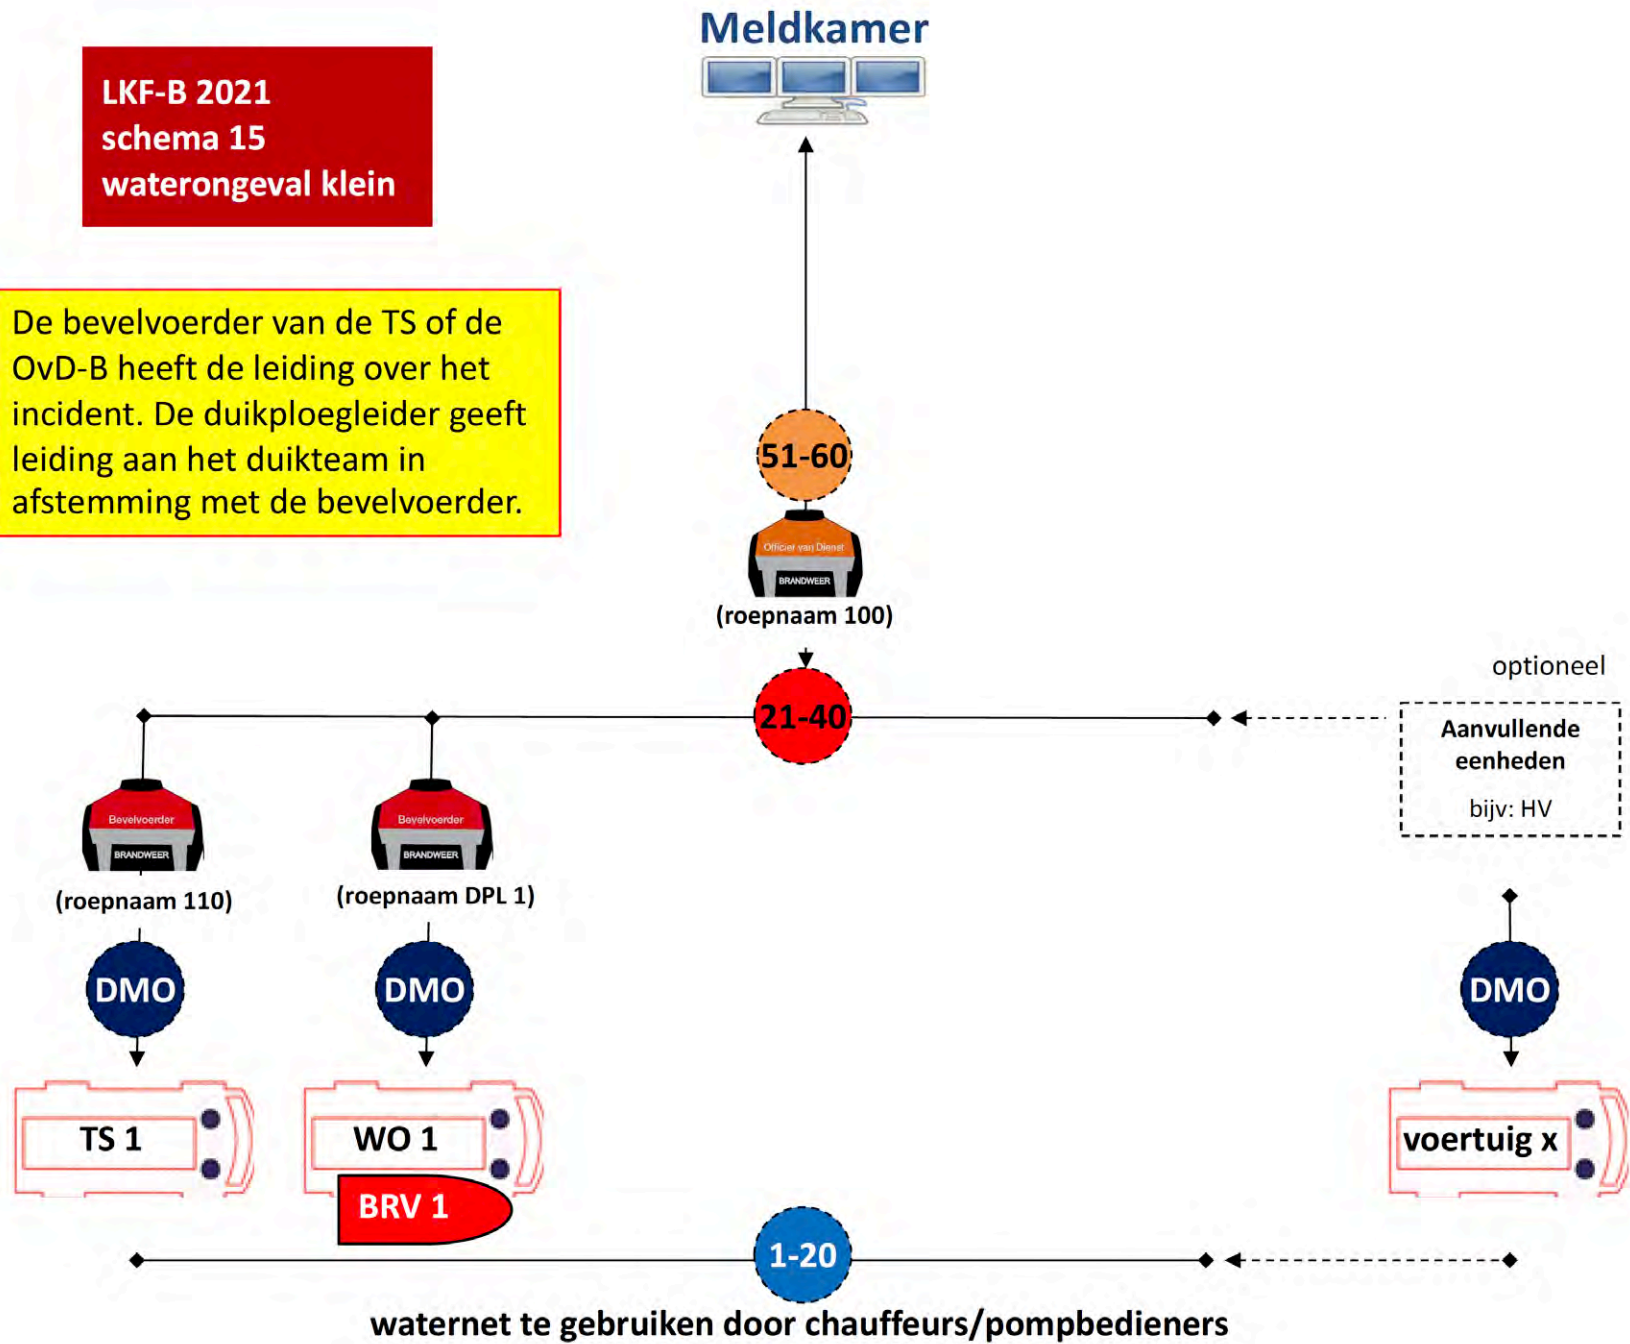 Meldkamer
LKF-B 2021
schema 15
waterongeval klein
De bevelvoerder van de TS of de
OvD-B heeft de leiding over het
incident. De duikploegleider geeft
leiding aan het duikteam in
afstemming met de bevelvoerder.
51-60
Officier van Dienst
BRANDWEER
(roepnaam 100)
21-40
optioneel
Aanvullende
eenheden
bijv: HV
Bevelvoerder
BRANDWEER
(roepnaam 110)
Bevelvoerder
BRANDWEER
(roepnaam DPL 1)
DMO
DMO
DMO
TS 1
WO 1
voertuig x
BRV 1
1-20
waternet te gebruiken door chauffeurs/pompbedieners